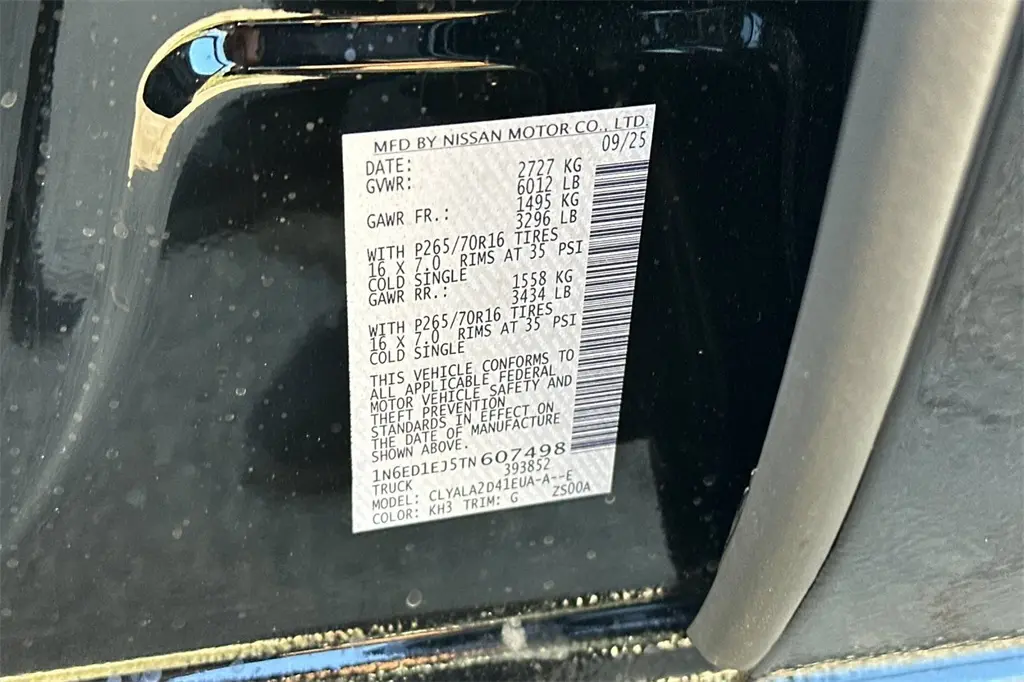 MFD BY NISSAN MOTOR CO., LTD.
DATE: 09/25
GVWR: 2727 KG
6012 LB
GAWR FR.: 1495 KG
3296 LB
WITH P265/70R16 TIRES
16 X 7.0 RIMS AT 35 PSI
COLD SINGLE
GAWR RR.: 1558 KG
3434 LB
WITH P265/70R16 TIRES
16 X 7.0 RIMS AT 35 PSI
COLD SINGLE
THIS VEHICLE CONFORMS TO
ALL APPLICABLE FEDERAL
MOTOR VEHICLE SAFETY AND
THEFT PREVENTION
STANDARDS IN EFFECT ON
THE DATE OF MANUFACTURE
SHOWN ABOVE.
1N6ED1EJ5TN607498
TRUCK 393852
MODEL: CLYALA2D41EUA-A--E
COLOR: KH3 TRIM: G ZS00A